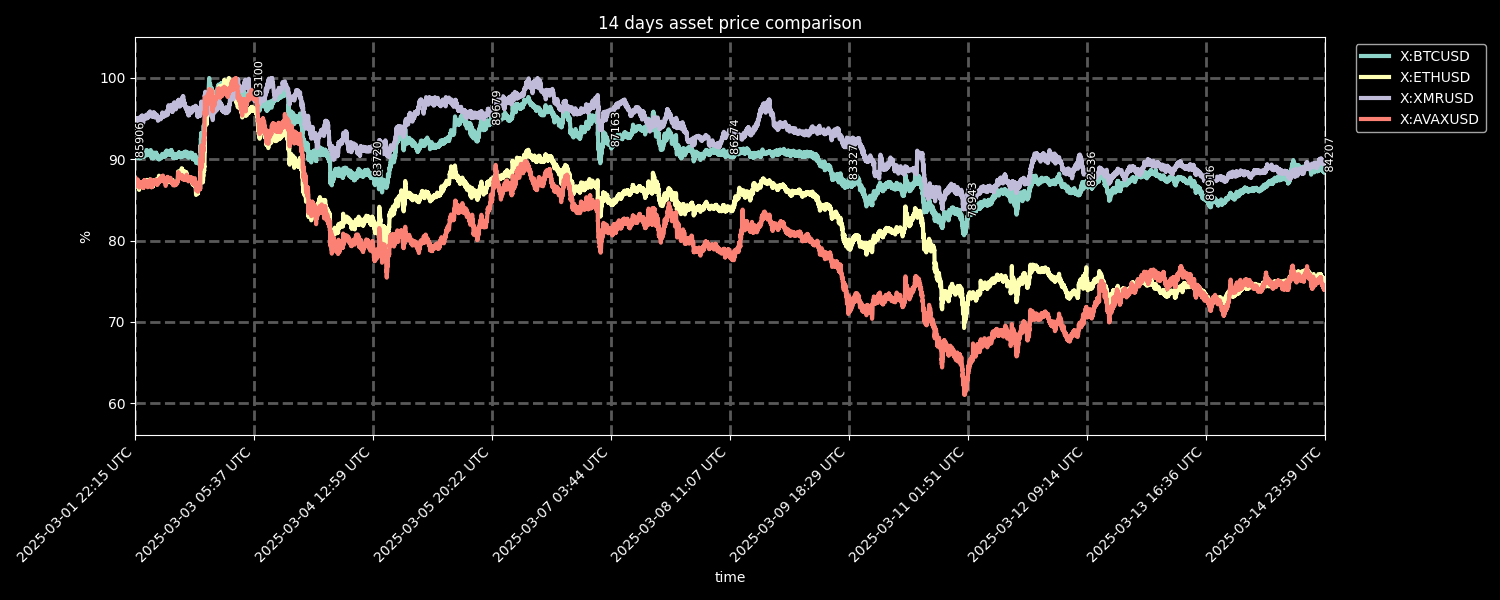 14 days asset price comparison
X:BTCUSD
X:ETHUSD
X:XMRUSD
X:AVAXUSD
%
100
90
80
70
60
85906
93100
83720
89679
87163
86274
83327
78943
82536
80916
84207
2025-03-01 22:15 UTC
2025-03-03 05:37 UTC
2025-03-04 12:59 UTC
2025-03-05 20:22 UTC
2025-03-07 03:44 UTC
2025-03-08 11:07 UTC
2025-03-09 18:29 UTC
2025-03-11 01:51 UTC
2025-03-12 09:14 UTC
2025-03-13 16:36 UTC
2025-03-14 23:59 UTC
time